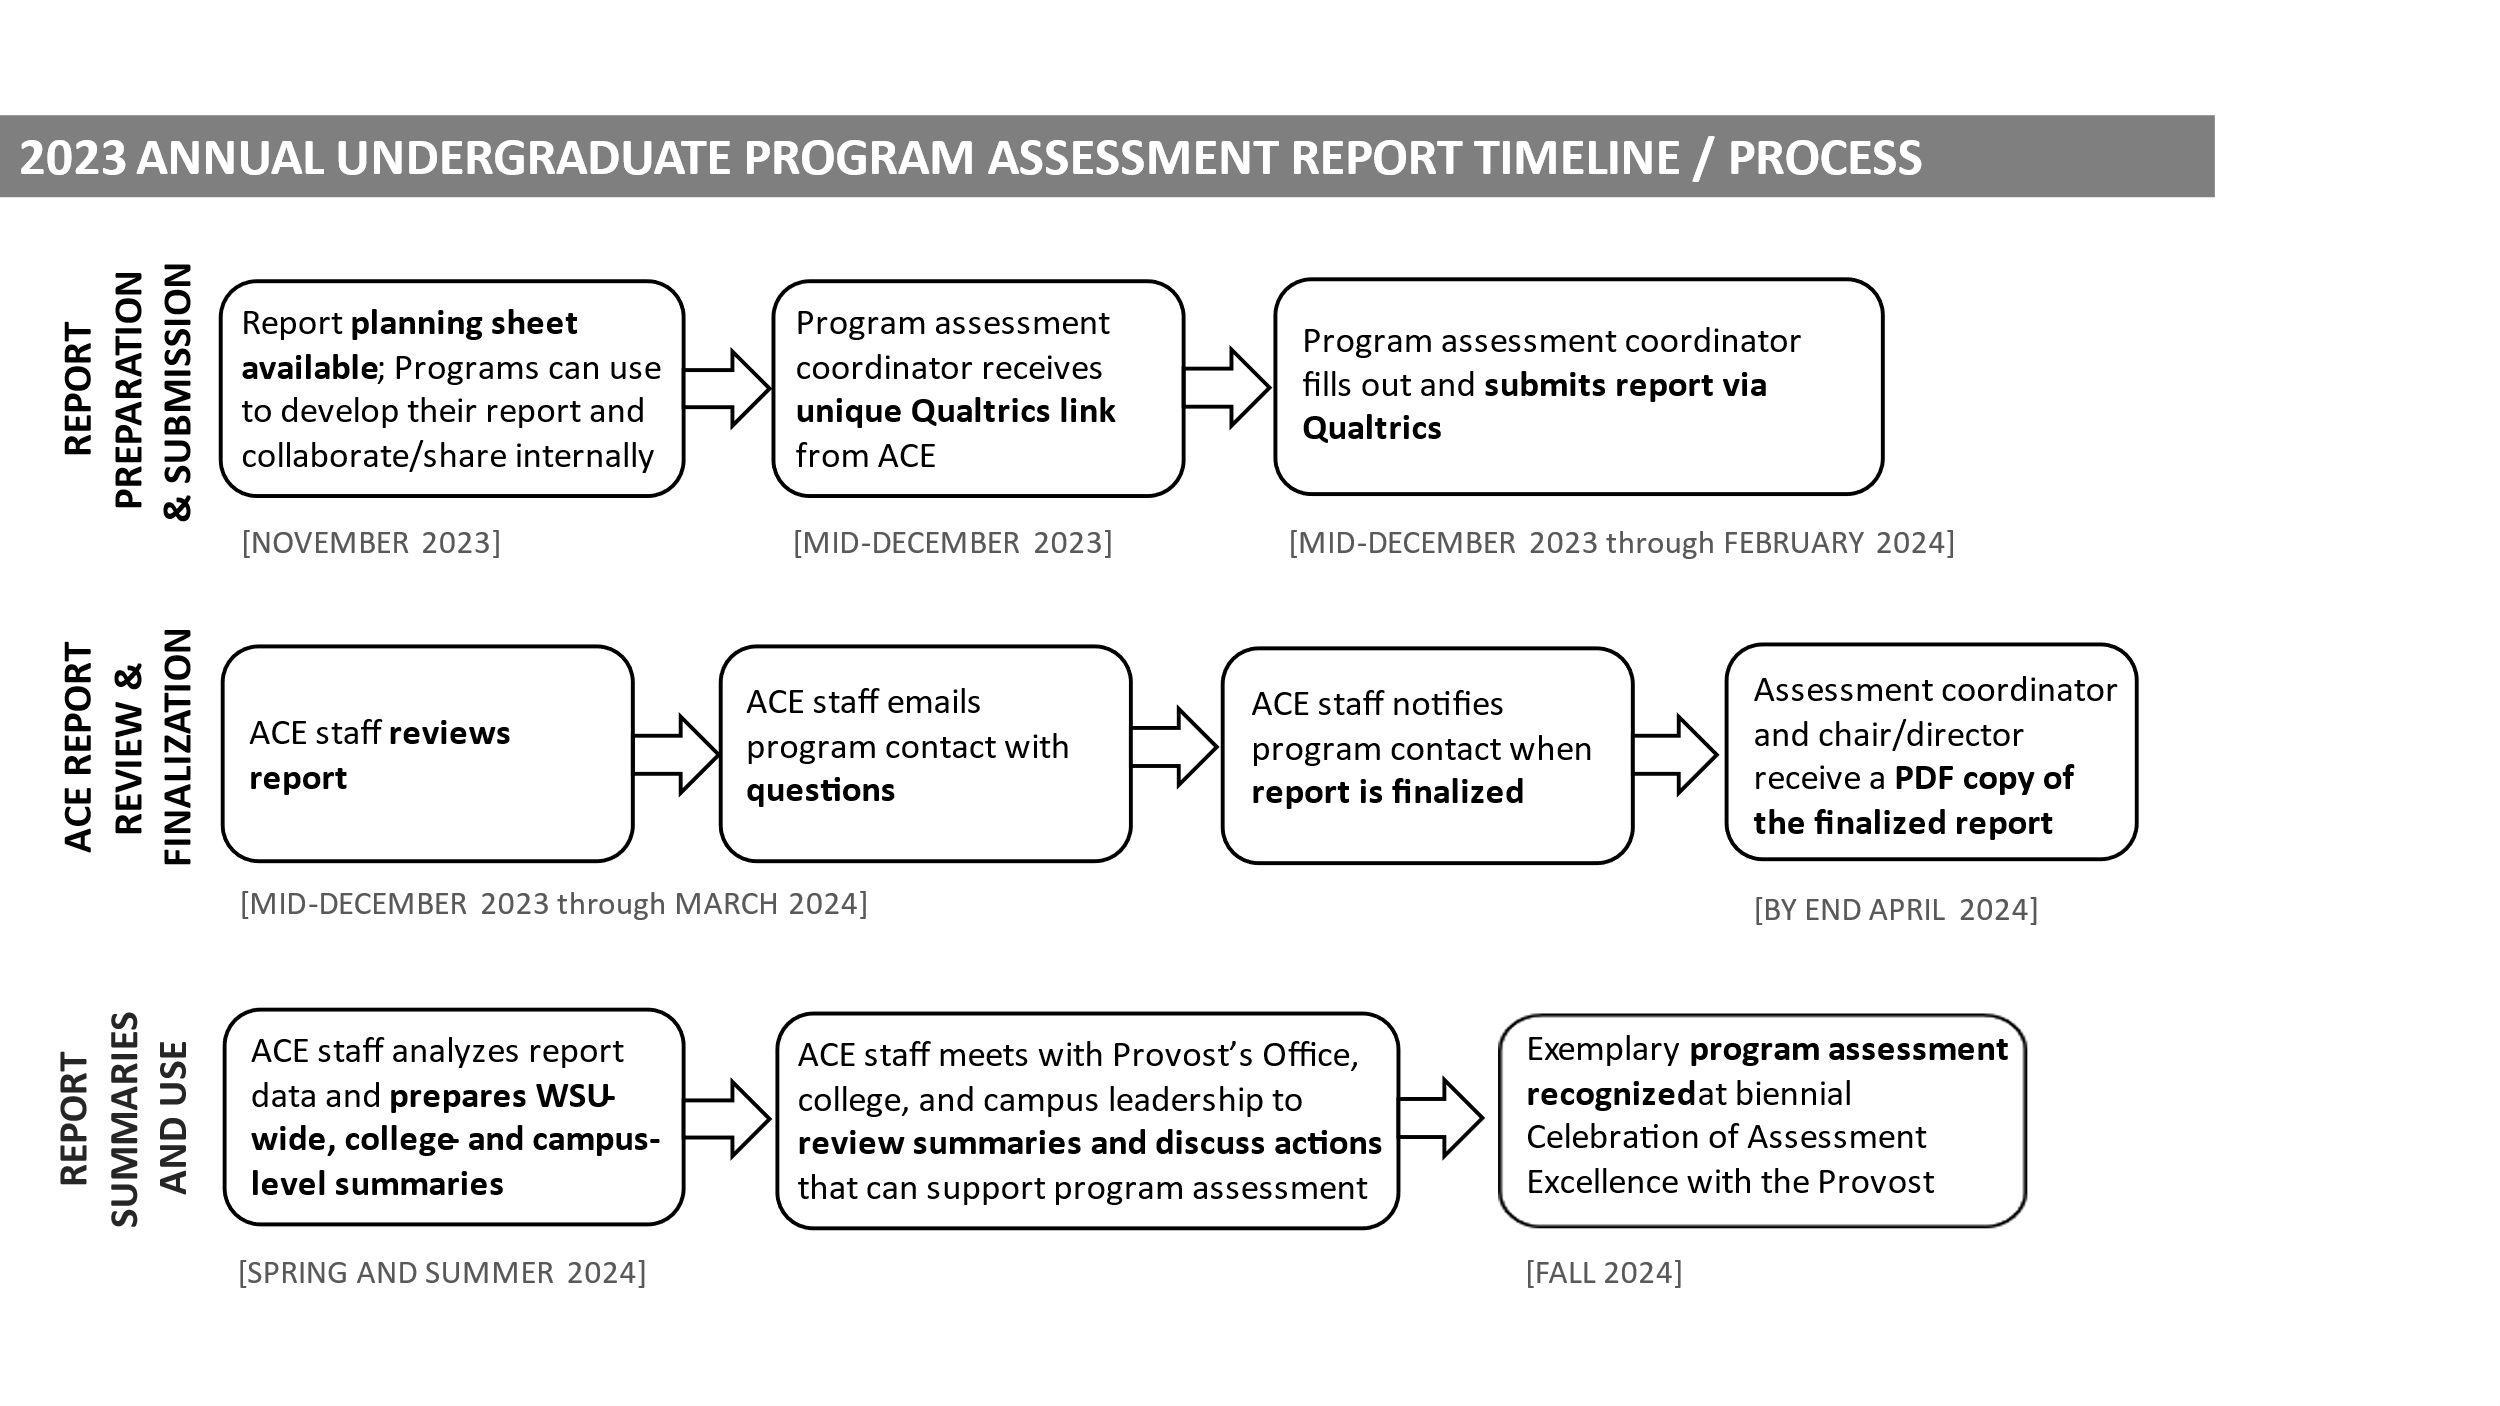 2023 ANNUAL UNDERGRADUATE PROGRAM ASSESSMENT REPORT TIMELINE / PROCESS
REPORT
PREPARATION
& SUBMISSION
Report planning sheet
available; Programs can use
to develop their report and
collaborate/share internally
[NOVEMBER 2023]
Program assessment
coordinator receives
unique Qualtrics link
from ACE
[MID-DECEMBER 2023]
Program assessment coordinator
fills out and submits report via
Qualtrics
[MID-DECEMBER 2023 through FEBRUARY 2024]
ACE REPORT
REVIEW &
FINALIZATION
ACE staff reviews
report
[MID-DECEMBER 2023 through MARCH 2024]
ACE staff emails
program contact with
questions
ACE staff notifies
program contact when
report is finalized
Assessment coordinator
and chair/director
receive a PDF copy of
the finalized report
[BY END APRIL 2024]
REPORT
SUMMARIES
AND USE
ACE staff analyzes report
data and prepares WSU-
wide, college- and campus-
level summaries
[SPRING AND SUMMER 2024]
ACE staff meets with Provost’s Office,
college, and campus leadership to
review summaries and discuss actions
that can support program assessment
Exemplary program assessment
recognized at biennial
Celebration of Assessment
Excellence with the Provost
[FALL 2024]